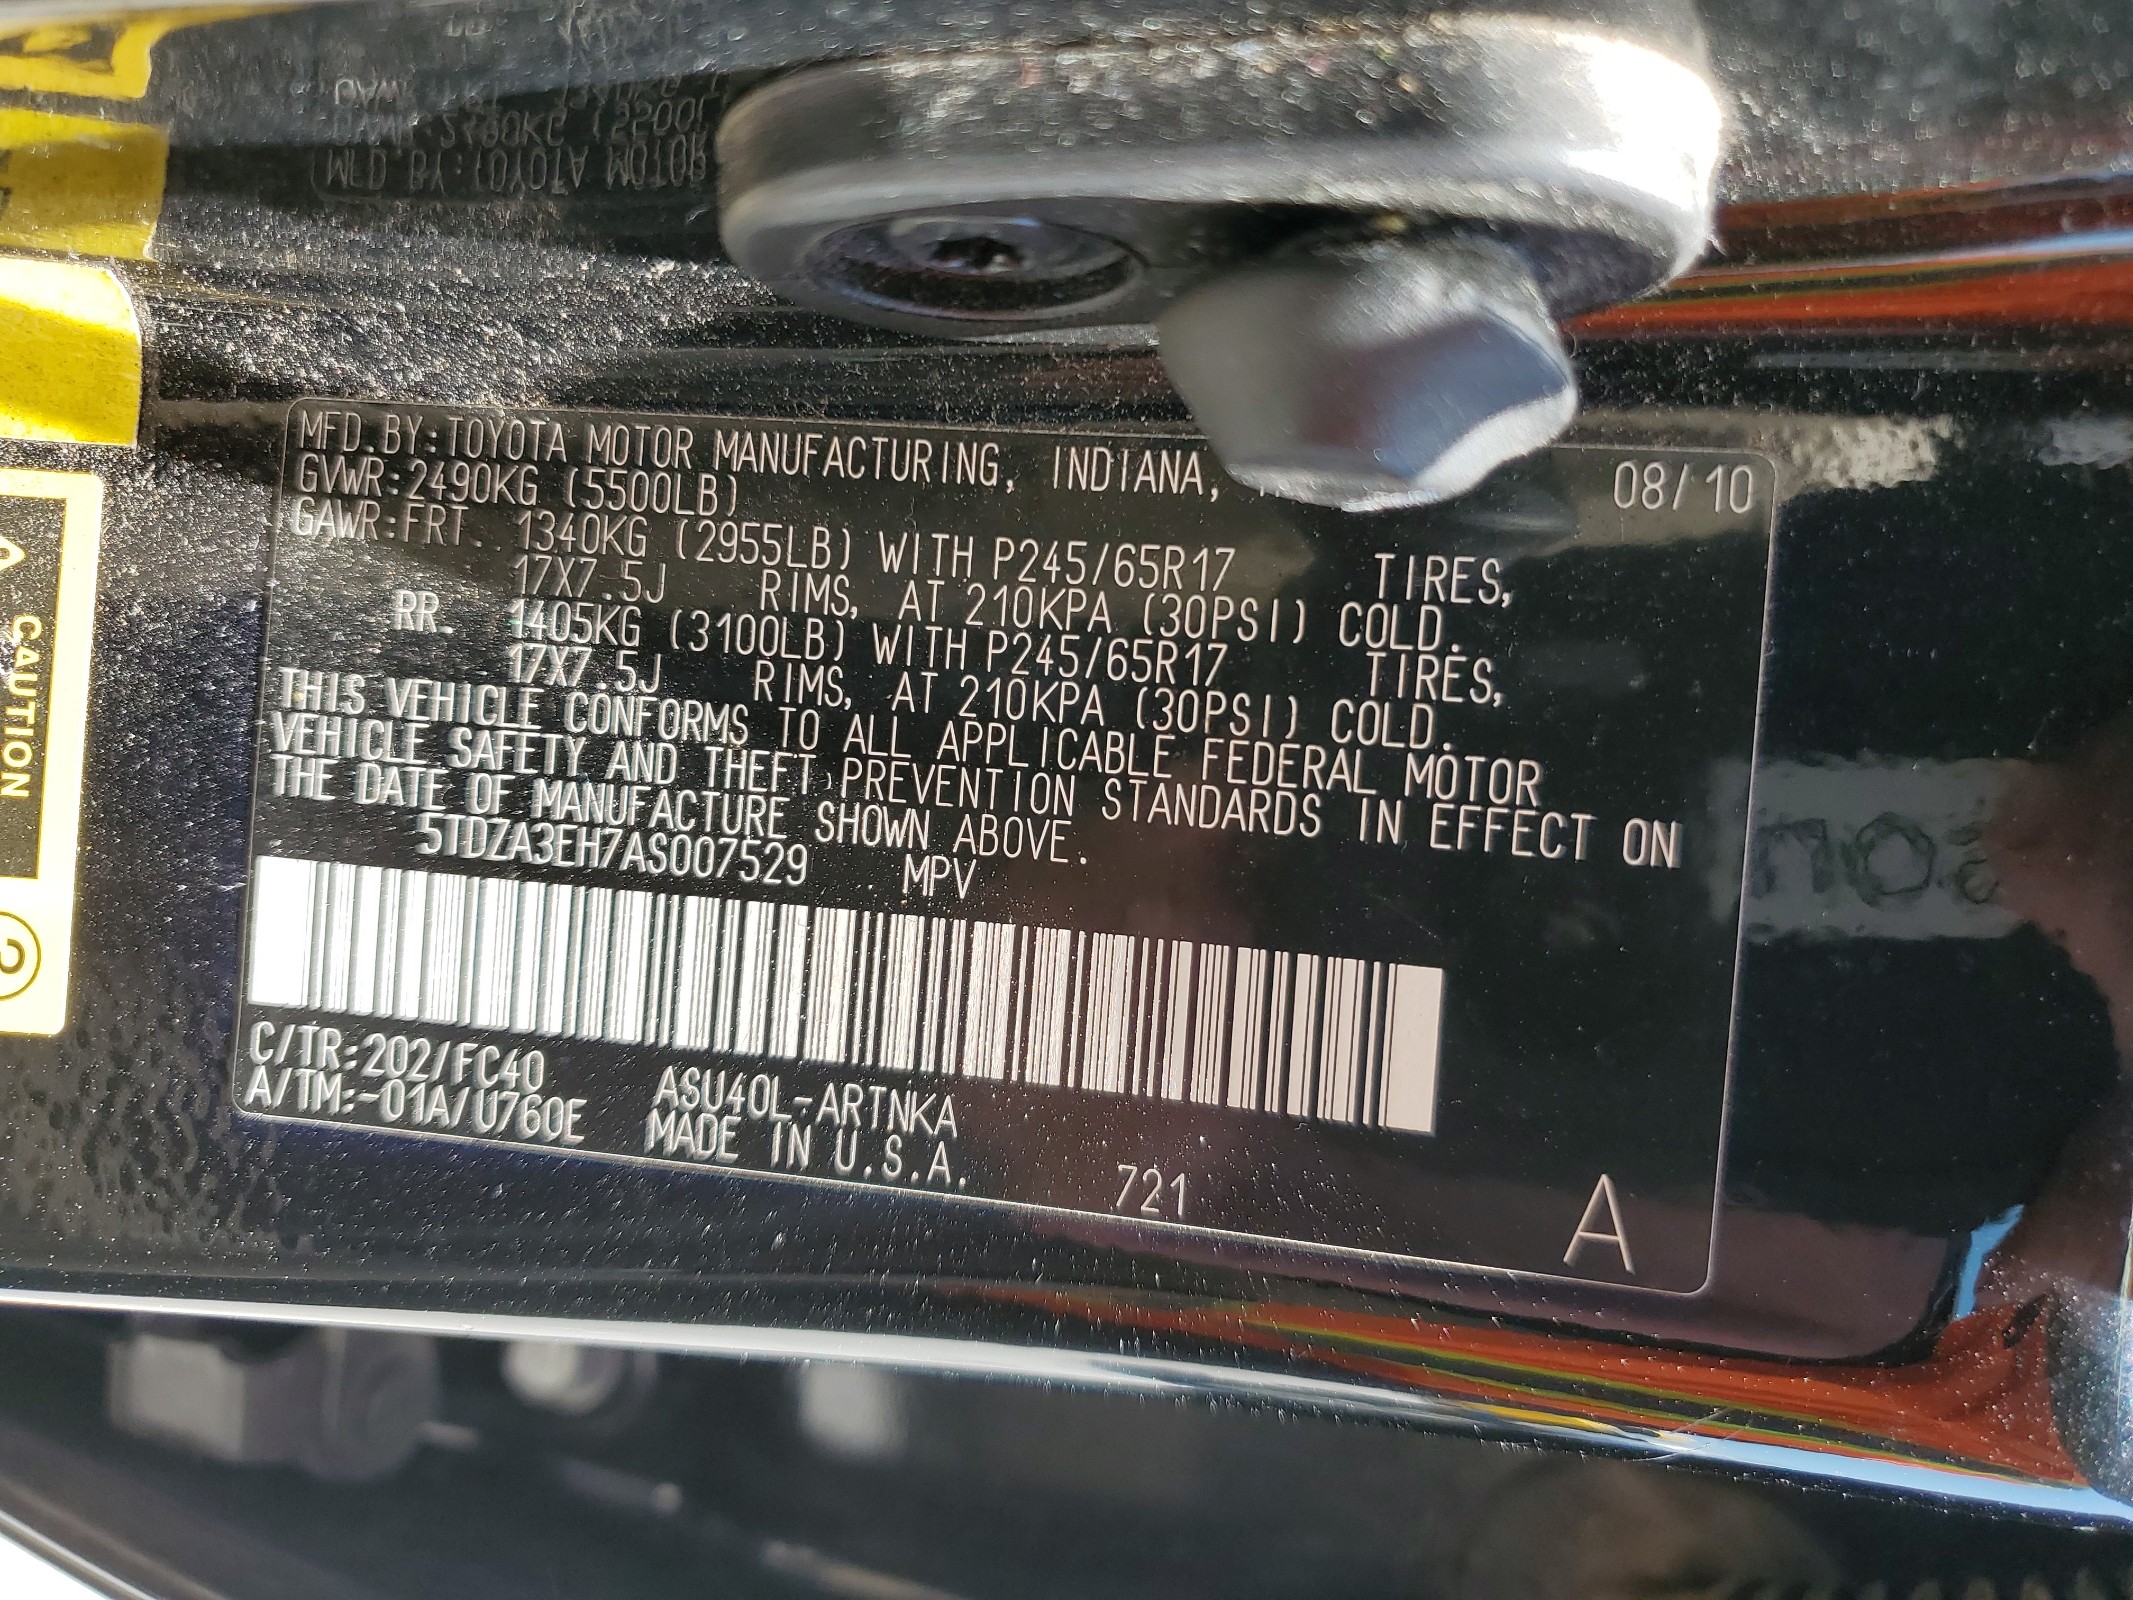 MFD.BY:TOYOTA MOTOR MANUFACTURING, INDIANA, 08/10
GVWR:2490KG (5500LB)
GAWR:FRT. 1340KG (2955LB) WITH P245/65R17 TIRES,
17X7.5J RIMS, AT 210KPA (30PSI) COLD.
RR. 1405KG (3100LB) WITH P245/65R17 TIRES,
17X7.5J RIMS, AT 210KPA (30PSI) COLD.
THIS VEHICLE CONFORMS TO ALL APPLICABLE FEDERAL MOTOR
VEHICLE SAFETY AND THEFT PREVENTION STANDARDS IN EFFECT ON
THE DATE OF MANUFACTURE SHOWN ABOVE.
5TDZA3EH7AS007529 MPV
C/TR:202/FC40 ASU40L-ARTNKA
A/TM:-01A/U760E MADE IN U.S.A.
721
A
CAUTION